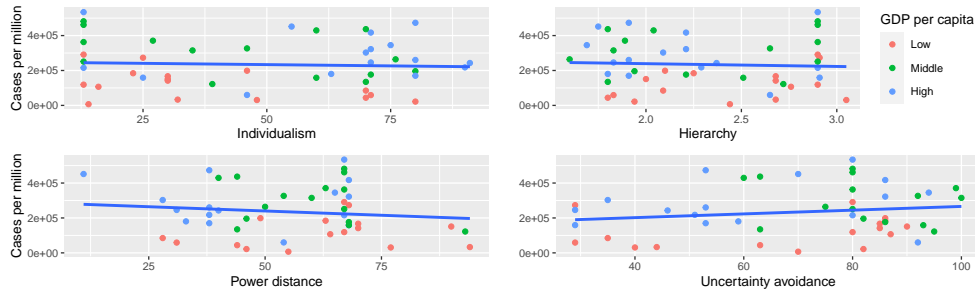 Cases per million
4e+05
2e+05
0e+00
25
50
75
Individualism
4e+05
2e+05
0e+00
2.0
2.5
3.0
Hierarchy
GDP per capita
Low
Middle
High
Cases per million
4e+05
2e+05
0e+00
25
50
75
Power distance
4e+05
2e+05
0e+00
40
60
80
100
Uncertainty avoidance